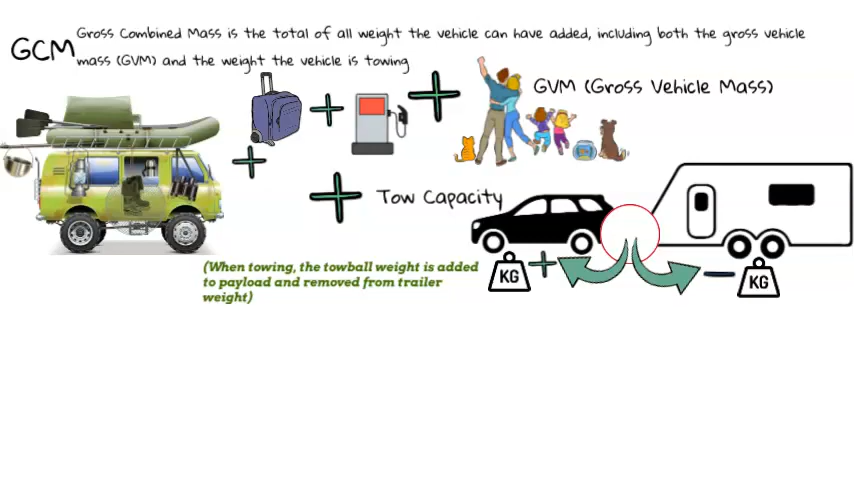 GCM
Gross Combined Mass is the total of all weight the vehicle can have added, including both the gross vehicle
mass (GVM) and the weight the vehicle is towing
GVM (Gross Vehicle Mass)
Tow Capacity
(When towing, the towball weight is added
to payload and removed from trailer
weight)
KG
KG